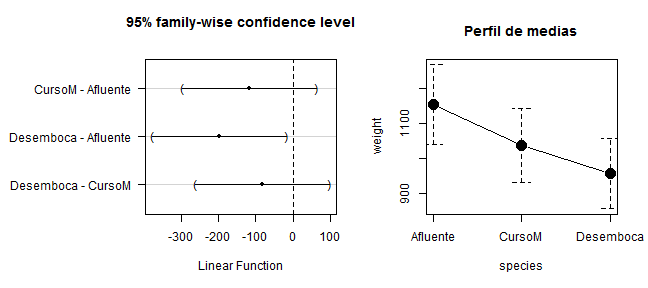 95% family-wise confidence level
CursoM - Afluente
Desemboca - Afluente
Desemboca - CursoM
-300 -200 -100 0 100
Linear Function
Perfil de medias
weight
1100
900
Afluente CursoM Desemboca
species